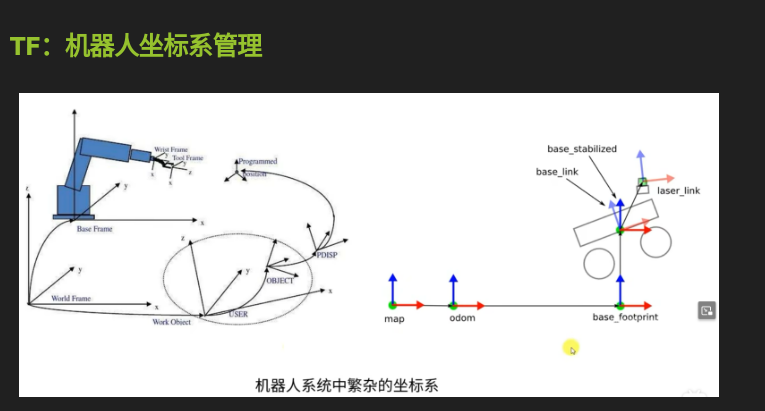 TF：机器人坐标系管理
Wrist Frame
Tool Frame
y
x
x
z
Programmed
Position
y
x
Base Frame
z
y
World Frame
x
Work Object
z
y
x
USER
OBJECT
PDISP
base_stabilized
base_link
laser_link
map
odom
base_footprint
机器人系统中繁杂的坐标系